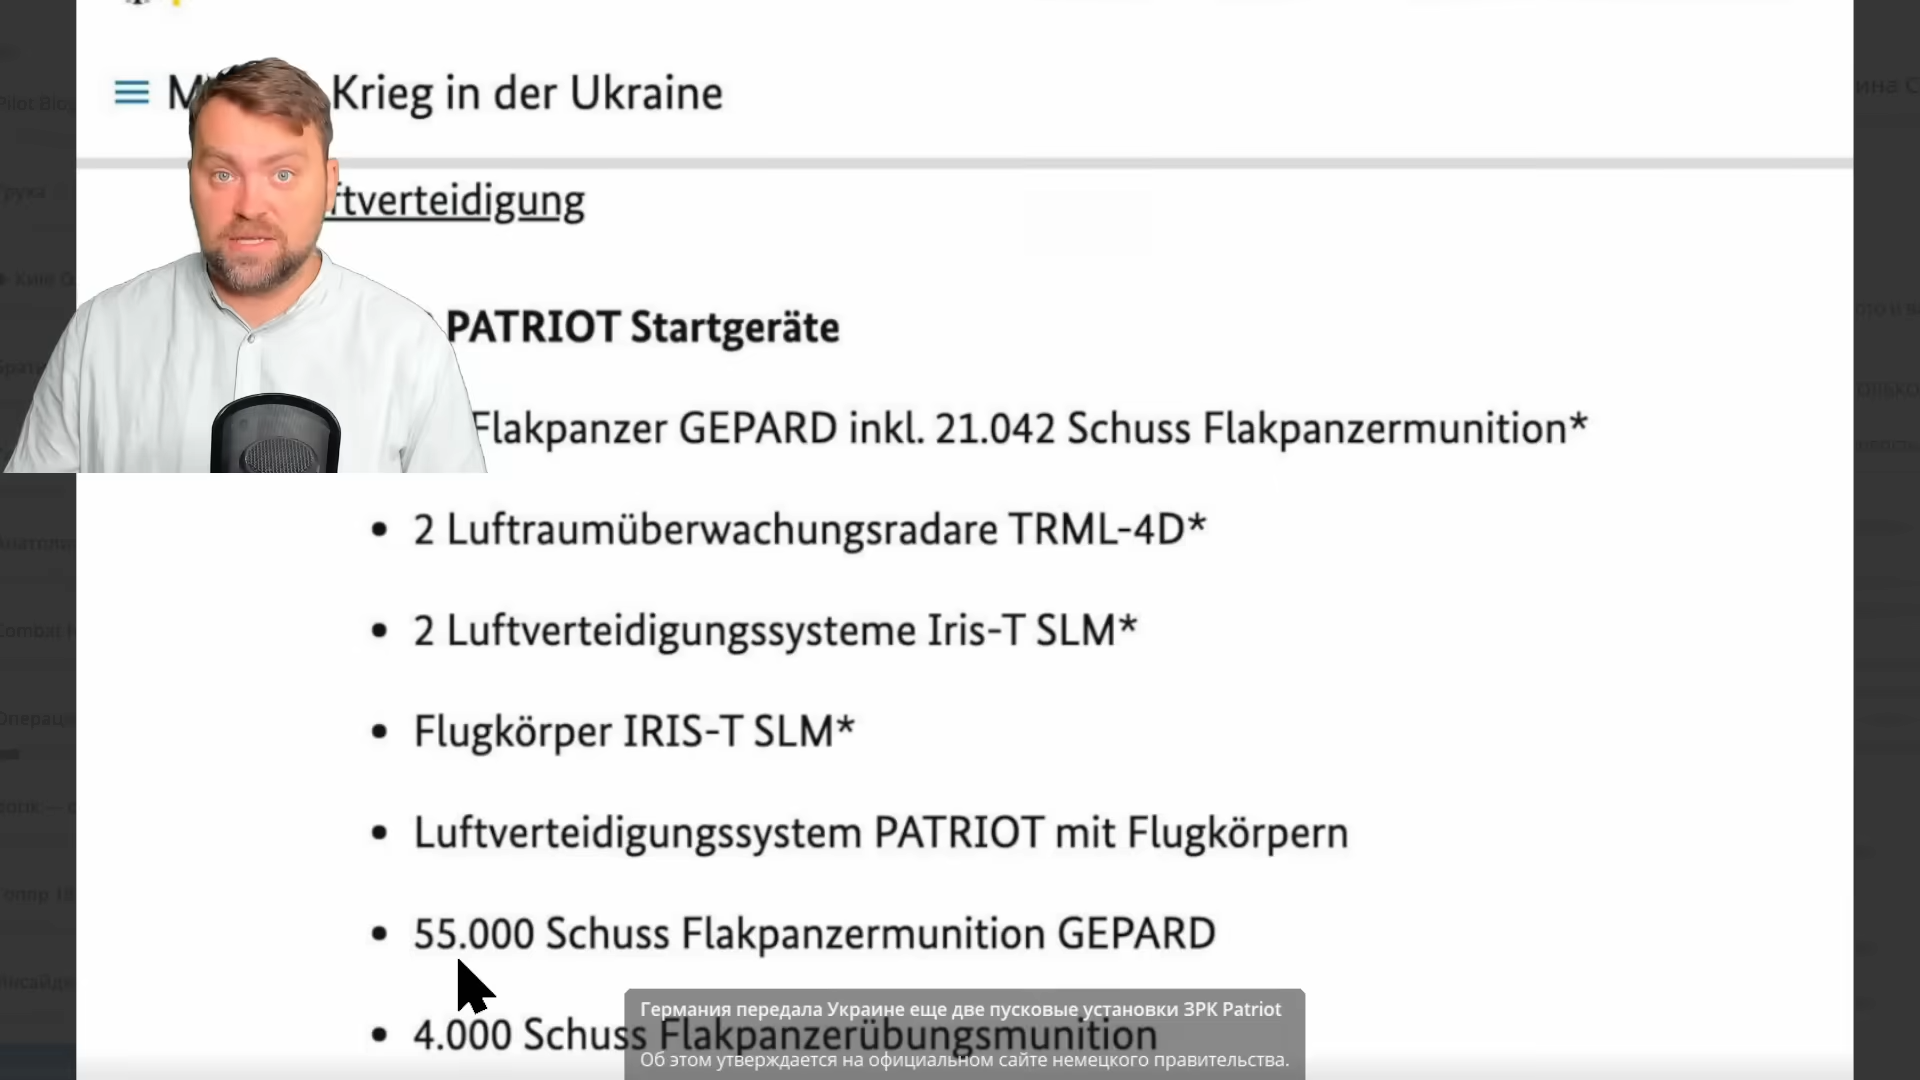 Krieg in der Ukraine
ftverteidigung
PATRIOT Startgeräte
Flakpanzer GEPARD inkl. 21.042 Schuss Flakpanzermunition*
2 Luftraumüberwachungsradare TRML-4D*
2 Luftverteidigungssysteme Iris-T SLM*
Flugkörper IRIS-T SLM*
Luftverteidigungssystem PATRIOT mit Flugkörpern
55.000 Schuss Flakpanzermunition GEPARD
4.000 Schuss Flakpanzerübungsmunition
Германия передала Украине еще две пусковые установки ЗРК Patriot
Об этом утверждается на официальном сайте немецкого правительства.